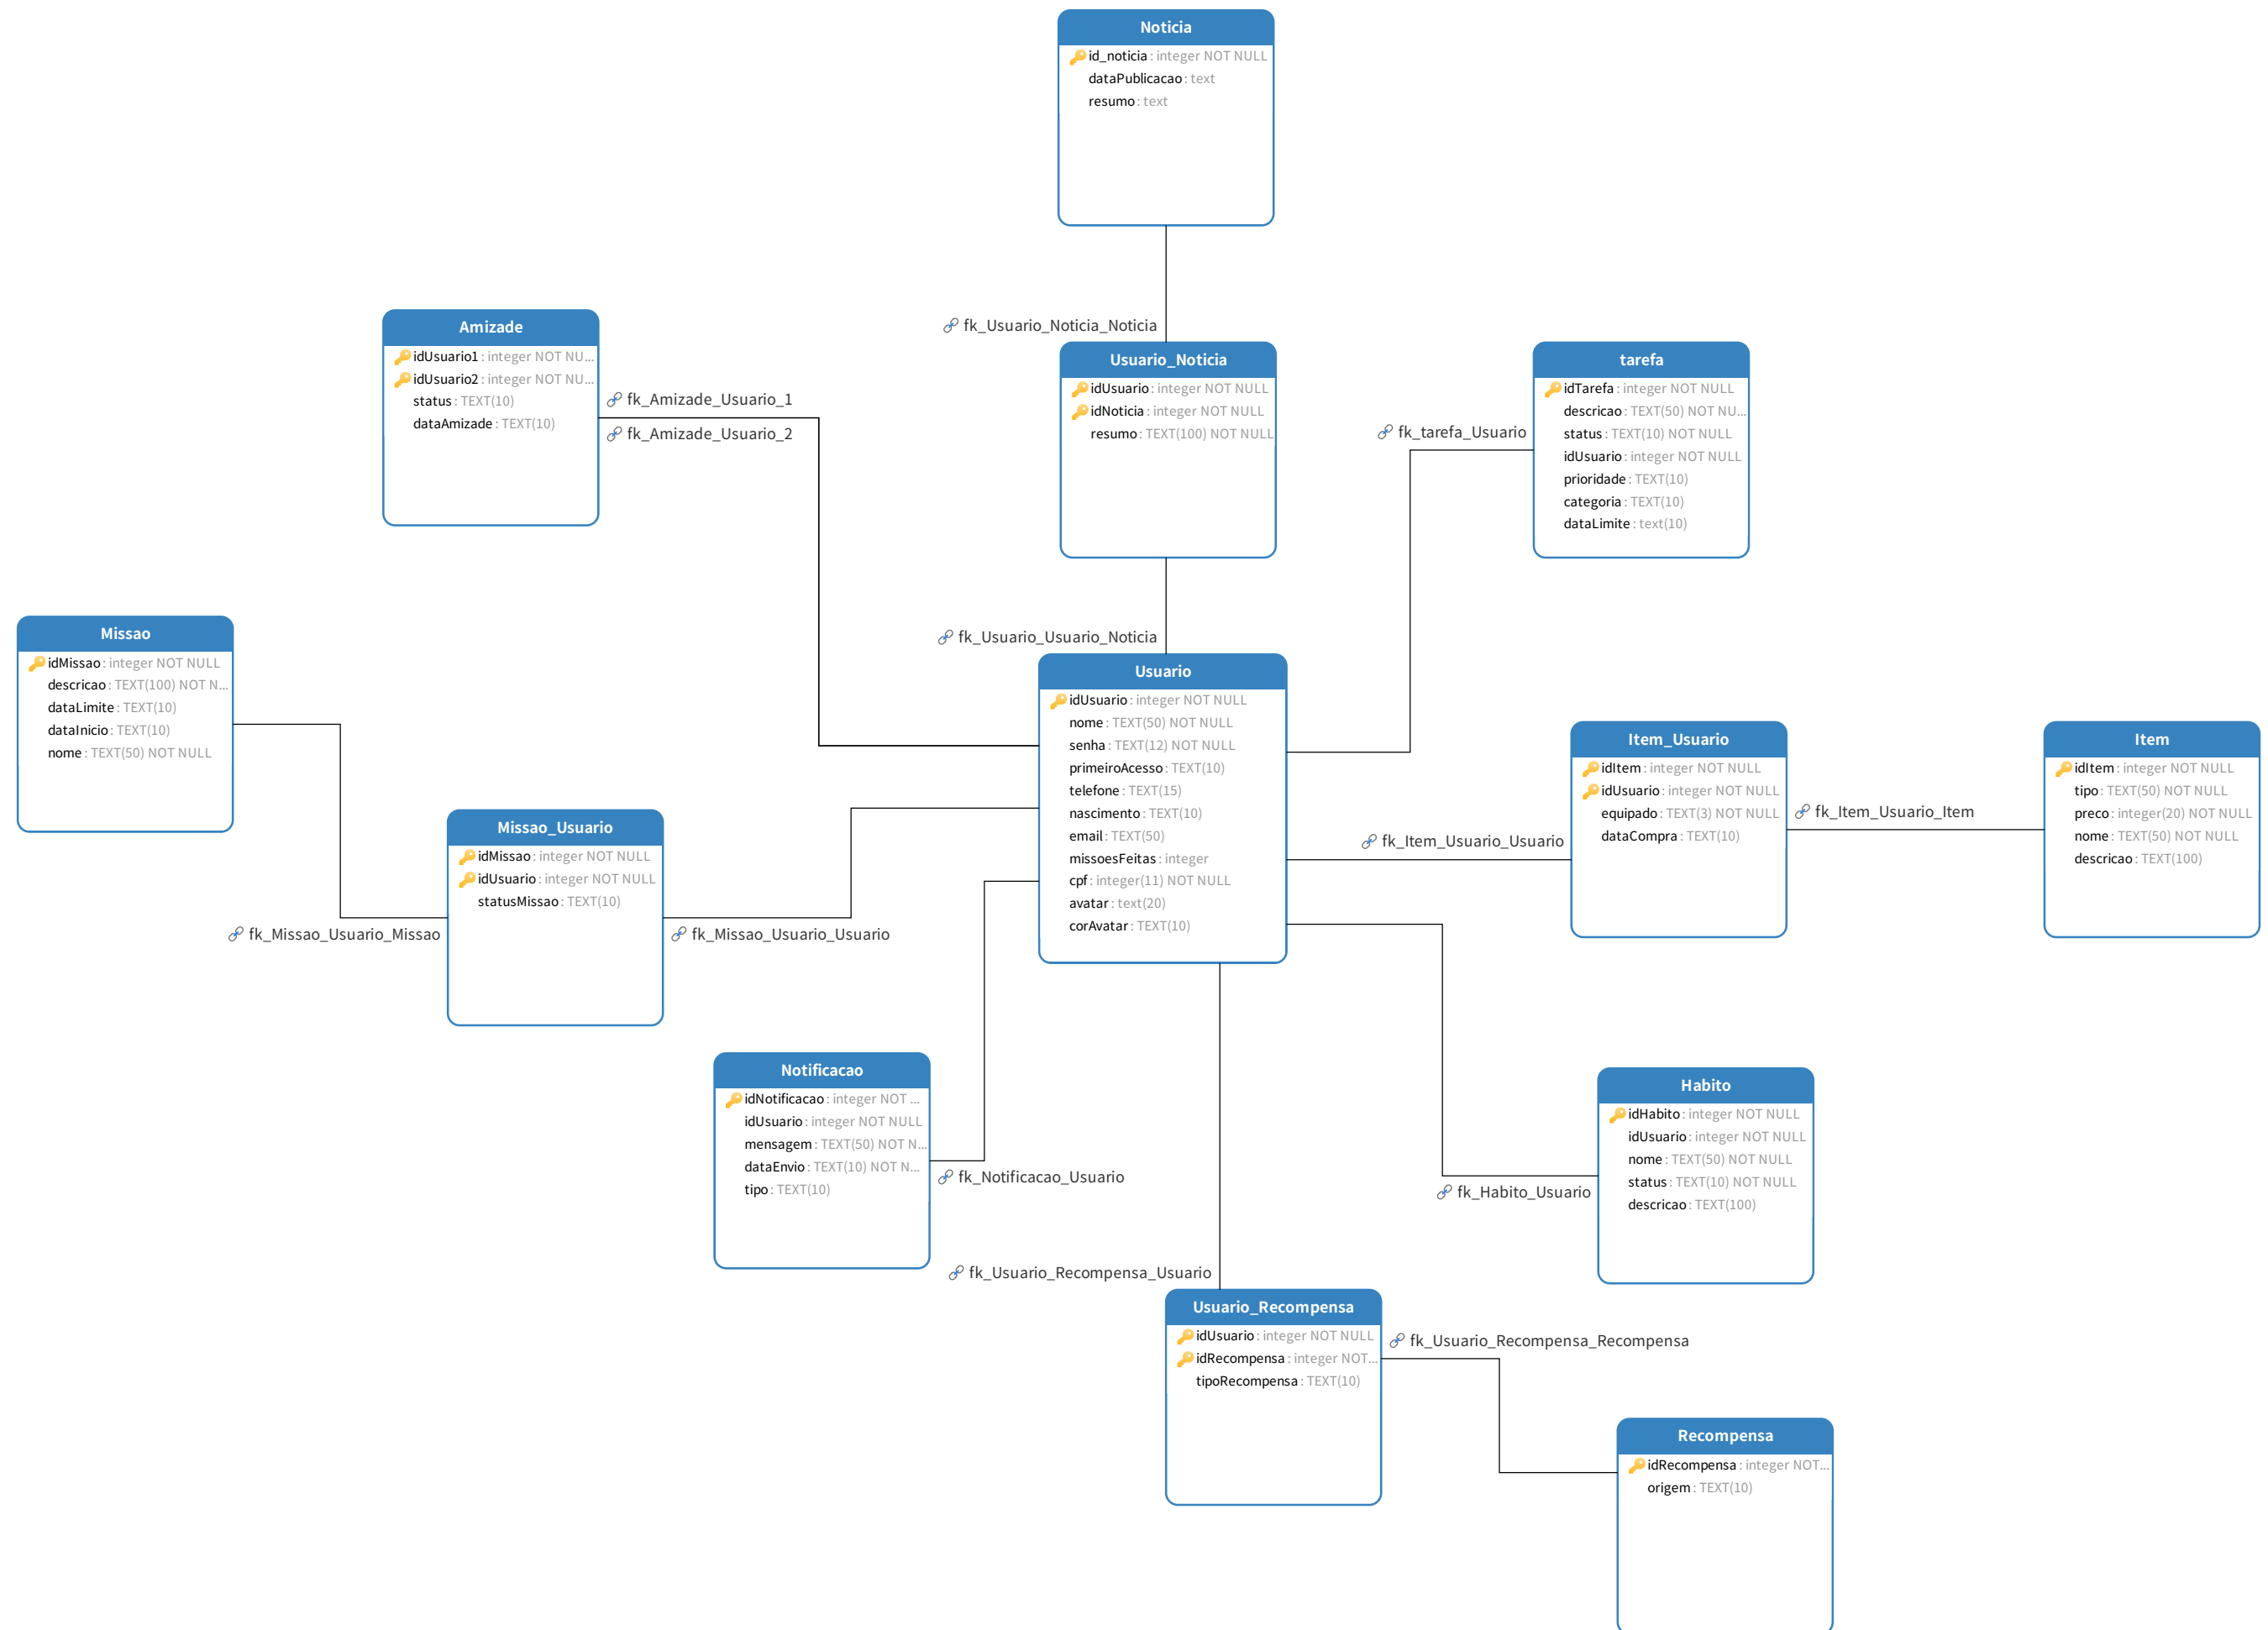 Noticia
id_noticia : integer NOT NULL
dataPublicacao : text
resumo : text
fk_Usuario_Noticia_Noticia
Amizade
idUsuario1 : integer NOT NU...
idUsuario2 : integer NOT NU...
status : TEXT(10)
dataAmizade : TEXT(10)
fk_Amizade_Usuario_1
fk_Amizade_Usuario_2
Usuario_Noticia
idUsuario : integer NOT NULL
idNoticia : integer NOT NULL
resumo : TEXT(100) NOT NULL
tarefa
idTarefa : integer NOT NULL
descricao : TEXT(50) NOT NU...
status : TEXT(10) NOT NULL
idUsuario : integer NOT NULL
prioridade : TEXT(10)
categoria : TEXT(10)
dataLimite : text(10)
fk_tarefa_Usuario
fk_Usuario_Usuario_Noticia
Missao
idMissao : integer NOT NULL
descricao : TEXT(100) NOT N...
dataLimite : TEXT(10)
dataInicio : TEXT(10)
nome : TEXT(50) NOT NULL
Usuario
idUsuario : integer NOT NULL
nome : TEXT(50) NOT NULL
senha : TEXT(12) NOT NULL
primeiroAcesso : TEXT(10)
telefone : TEXT(15)
nascimento : TEXT(10)
email : TEXT(50)
missoesFeitas : integer
cpf : integer(11) NOT NULL
avatar : text(20)
corAvatar : TEXT(10)
Item_Usuario
idItem : integer NOT NULL
idUsuario : integer NOT NULL
equipado : TEXT(3) NOT NULL
dataCompra : TEXT(10)
fk_Item_Usuario_Item
fk_Item_Usuario_Usuario
Item
idItem : integer NOT NULL
tipo : TEXT(50) NOT NULL
preco : integer(20) NOT NULL
nome : TEXT(50) NOT NULL
descricao : TEXT(100)
Missao_Usuario
idMissao : integer NOT NULL
idUsuario : integer NOT NULL
statusMissao : TEXT(10)
fk_Missao_Usuario_Missao
fk_Missao_Usuario_Usuario
Notificacao
idNotificacao : integer NOT ...
idUsuario : integer NOT NULL
mensagem : TEXT(50) NOT N...
dataEnvio : TEXT(10) NOT N...
tipo : TEXT(10)
fk_Notificacao_Usuario
Habito
idHabito : integer NOT NULL
idUsuario : integer NOT NULL
nome : TEXT(50) NOT NULL
status : TEXT(10) NOT NULL
descricao : TEXT(100)
fk_Habito_Usuario
fk_Usuario_Recompensa_Usuario
Usuario_Recompensa
idUsuario : integer NOT NULL
idRecompensa : integer NOT...
tipoRecompensa : TEXT(10)
fk_Usuario_Recompensa_Recompensa
Recompensa
idRecompensa : integer NOT...
origem : TEXT(10)